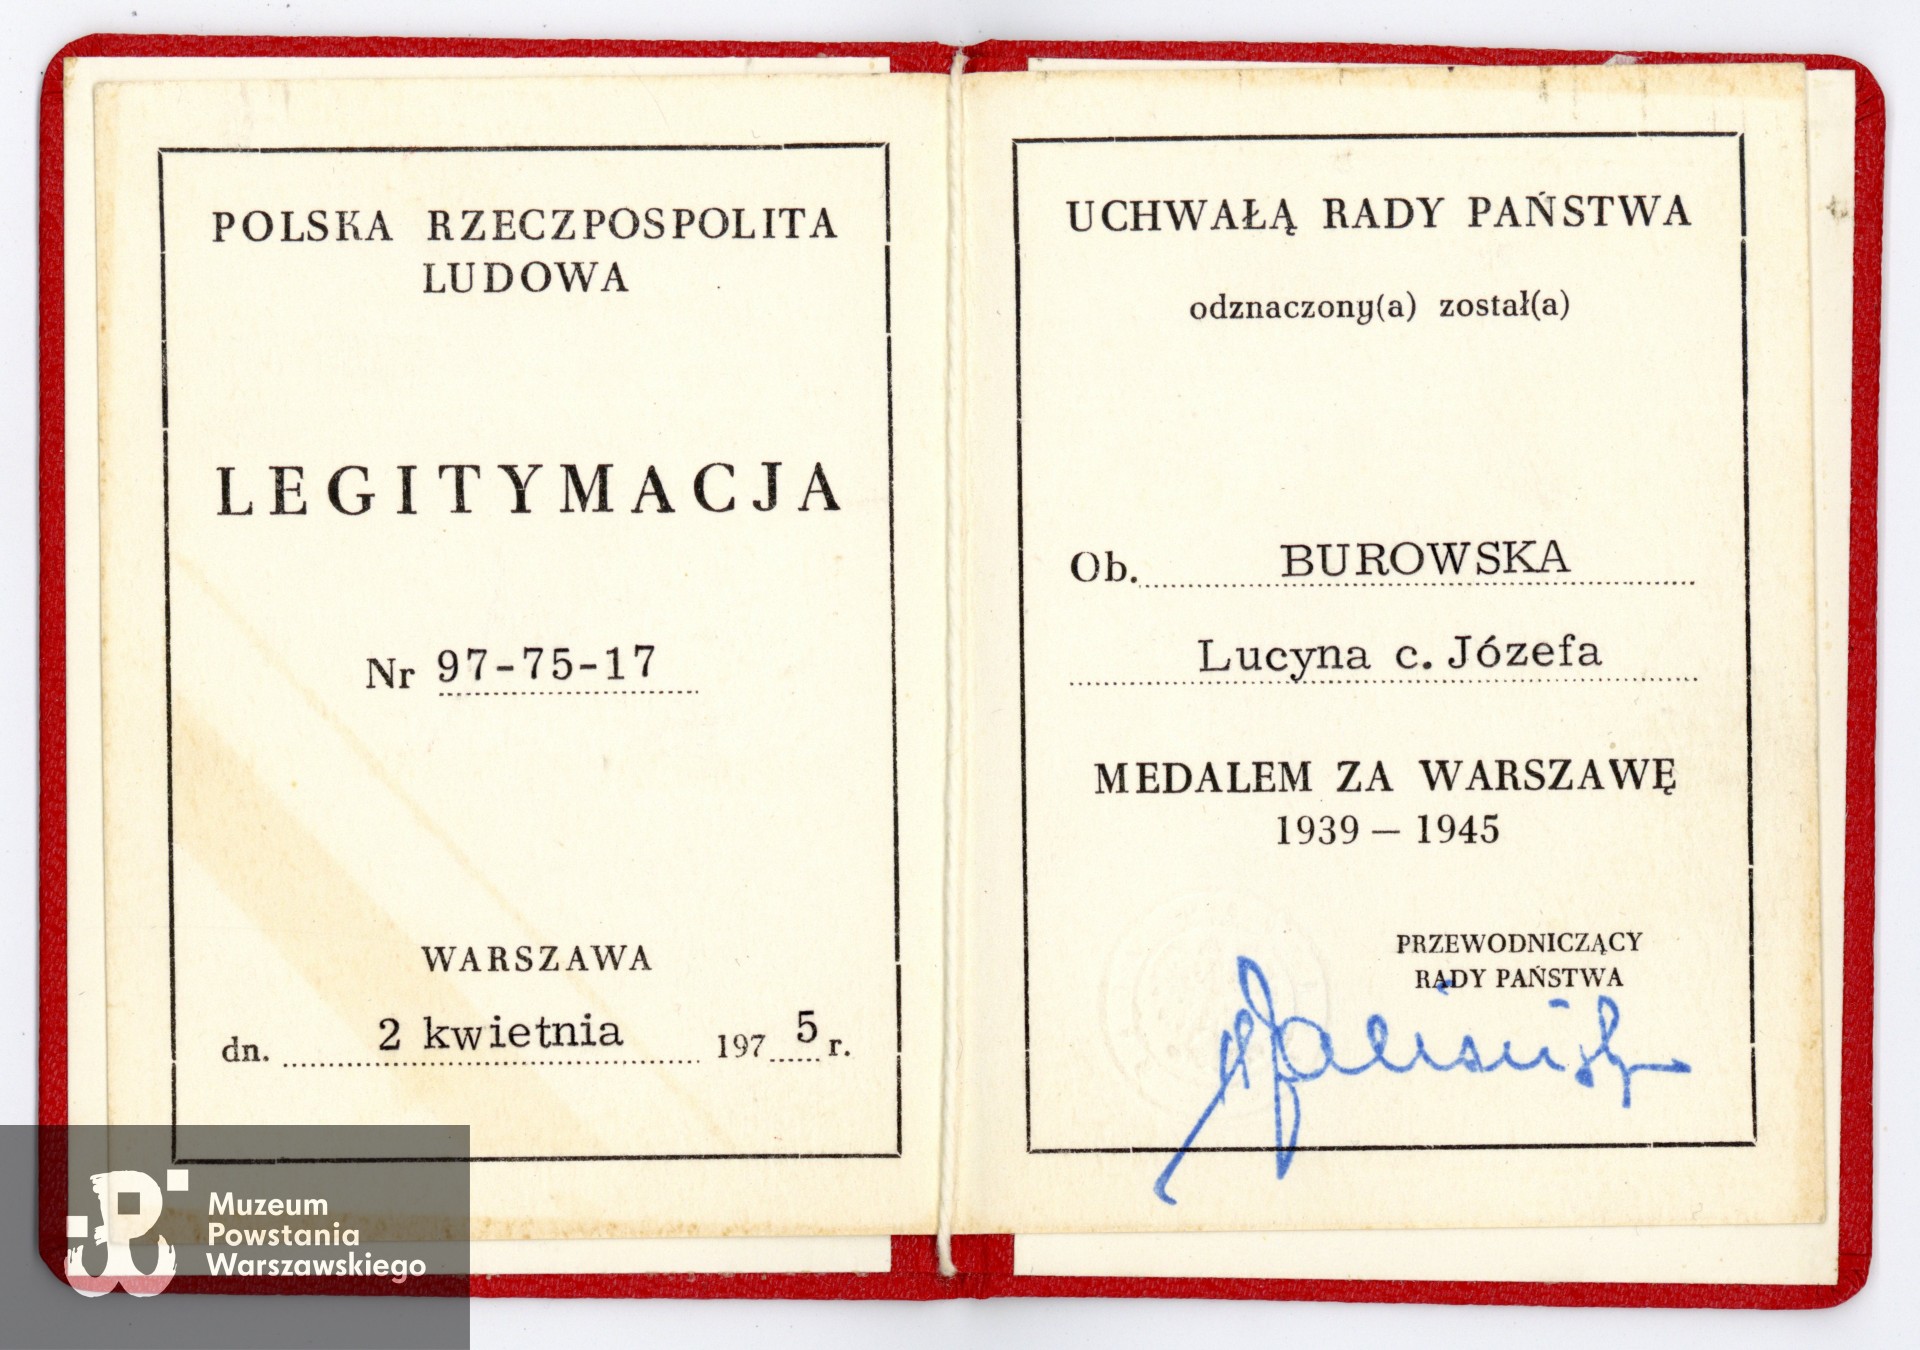 POLSKA RZECZPOSPOLITA
LUDOWA
LEGITYMACJA
Nr 97-75-17
WARSZAWA
dn. 2 kwietnia 1975 r.
UCHWAŁĄ RADY PAŃSTWA
odznaczony(a) został(a)
Ob. BUROWSKA
Lucyna c. Józefa
MEDALEM ZA WARSZAWĘ
1939 — 1945
PRZEWODNICZĄCY
RADY PAŃSTWA
Muzeum
Powstania
Warszawskiego